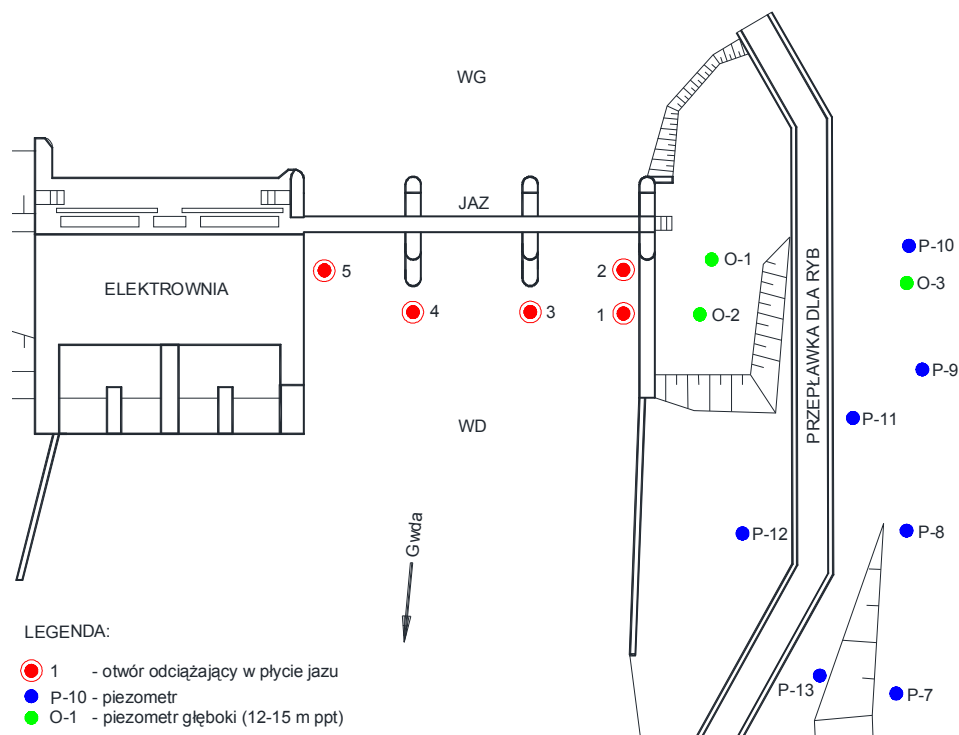 WG
JAZ
P-10
O-1
5
2
O-3
ELEKTROWNIA
4
3
1
O-2
PRZEPŁAWKA DLA RYB
P-9
P-11
WD
P-12
P-8
Gwda
LEGENDA:
1 - otwór odciążający w płycie jazu
P-10 - piezometr
O-1 - piezometr głęboki (12-15 m ppt)
P-13
P-7